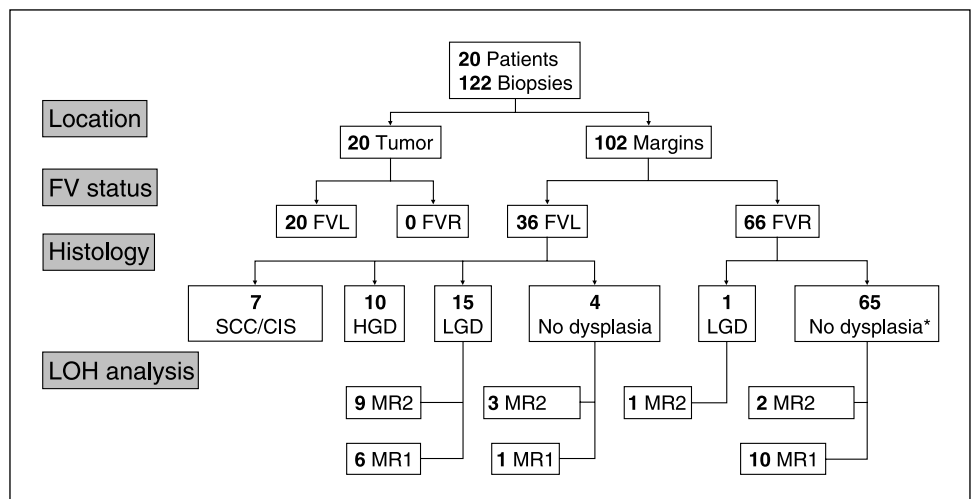 20 Patients
122 Biopsies
Location
20 Tumor
102 Margins
FV status
20 FVL
0 FVR
36 FVL
66 FVR
Histology
7
SCC/CIS
10
HGD
15
LGD
4
No dysplasia
1
LGD
65
No dysplasia*
LOH analysis
9 MR2
3 MR2
1 MR2
2 MR2
6 MR1
1 MR1
10 MR1